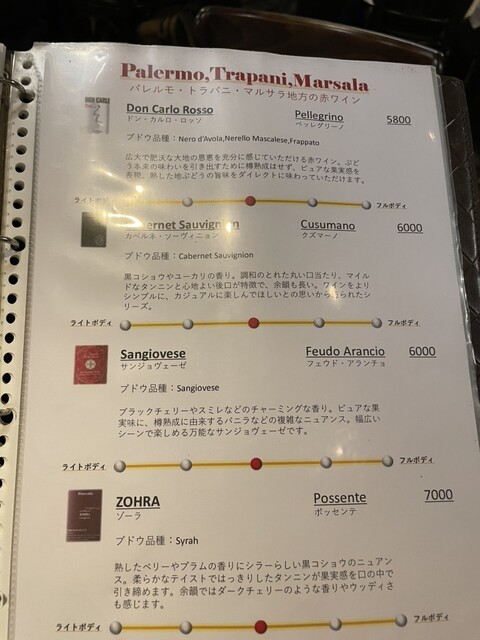 Palermo,Trapani,Marsala
パレルモ・トラパニ・マルサラ地方の赤ワイン
Don Carlo Rosso Pellegrino 5800
ドン・カルロ・ロッソ ペッレグリーノ
ブドウ品種：Nero d'Avola,Nerello Mascalese,Frappato
広大で肥沃な大地の恩恵を充分に感じていただける赤ワイン。ぶど
う本来の味わいを引き出すために樽熟成はせず、ピュアな果実感を
表現。熟した地ぶどうの旨味をダイレクトに味わっていただけます。
フルボディ
Cabernet Sauvignon Cusumano 6000
カベルネ・ソーヴィニョン クズマーノ
ブドウ品種：Cabernet Sauvignion
黒コショウやユーカリの香り。調和のとれた丸い口当たり、マイル
ドなタンニンと心地よい後口が特徴で、余韻も長い。ワインをより
シンプルに、カジュアルに楽しんでほしいとの思いから造られたシ
リーズ。
ライトボディ フルボディ
Sangiovese Feudo Arancio 6000
サンジョヴェーゼ フェウド・アランチョ
ブドウ品種：Sangiovese
ブラックチェリーやスミレなどのチャーミングな香り。ピュアな果
実味に、樽熟成に由来するバニラなどの複雑なニュアンス。幅広い
シーンで楽しめる万能なサンジョヴェーゼです。
ライトボディ フルボディ
ZOHRA Possente 7000
ゾーラ ポッセンテ
ブドウ品種：Syrah
熟したベリーやプラムの香りにシラーらしい黒コショウのニュアン
ス。柔らかなテイストではっきりしたタンニンが果実感を口の中で
引き締めます。余韻ではダークチェリーのような香りやウッディさ
も感じます。
ライトボディ フルボディ